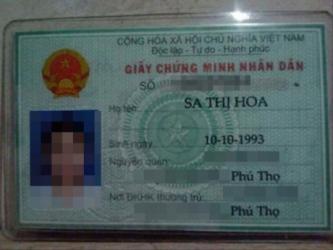 CỘNG HÒA XÃ HỘI CHỦ NGHĨA VIỆT NAM
Độc lập - Tự do - Hạnh phúc
GIẤY CHỨNG MINH NHÂN DÂN
SỐ
Họ tên: SA THỊ HOA
Sinh ngày: 10-10-1993
Nguyên quán: Phú Thọ
Nơi ĐKHK thường trú:
Phú Thọ